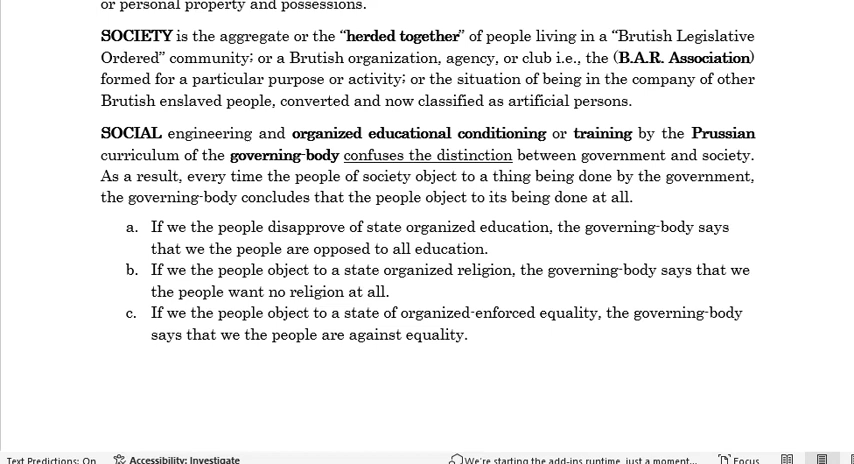 or personal property and possessions.
SOCIETY is the aggregate or the “herded together” of people living in a “Brutish Legislative
Ordered” community; or a Brutish organization, agency, or club i.e., the (B.A.R. Association)
formed for a particular purpose or activity; or the situation of being in the company of other
Brutish enslaved people, converted and now classified as artificial persons.
SOCIAL engineering and organized educational conditioning or training by the Prussian
curriculum of the governing-body confuses the distinction between government and society.
As a result, every time the people of society object to a thing being done by the government,
the governing-body concludes that the people object to its being done at all.
a. If we the people disapprove of state organized education, the governing-body says
that we the people are opposed to all education.
b. If we the people object to a state organized religion, the governing-body says that we
the people want no religion at all.
c. If we the people object to a state of organized-enforced equality, the governing-body
says that we the people are against equality.
Text Predictions: On Accessibility: Investigate We're starting the add-ins runtime, just a moment... Focus